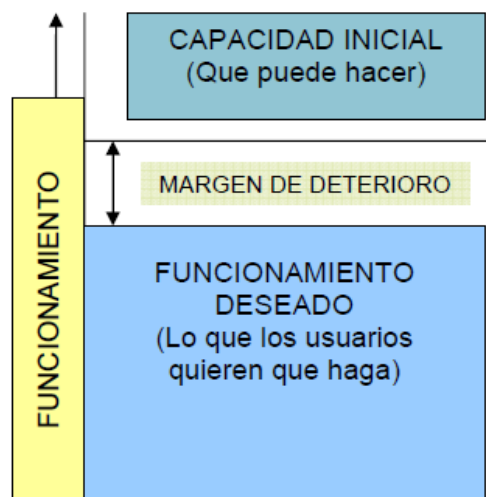 CAPACIDAD INICIAL
(Que puede hacer)
MARGEN DE DETERIORO
FUNCIONAMIENTO
FUNCIONAMIENTO
DESEADO
(Lo que los usuarios
quieren que haga)